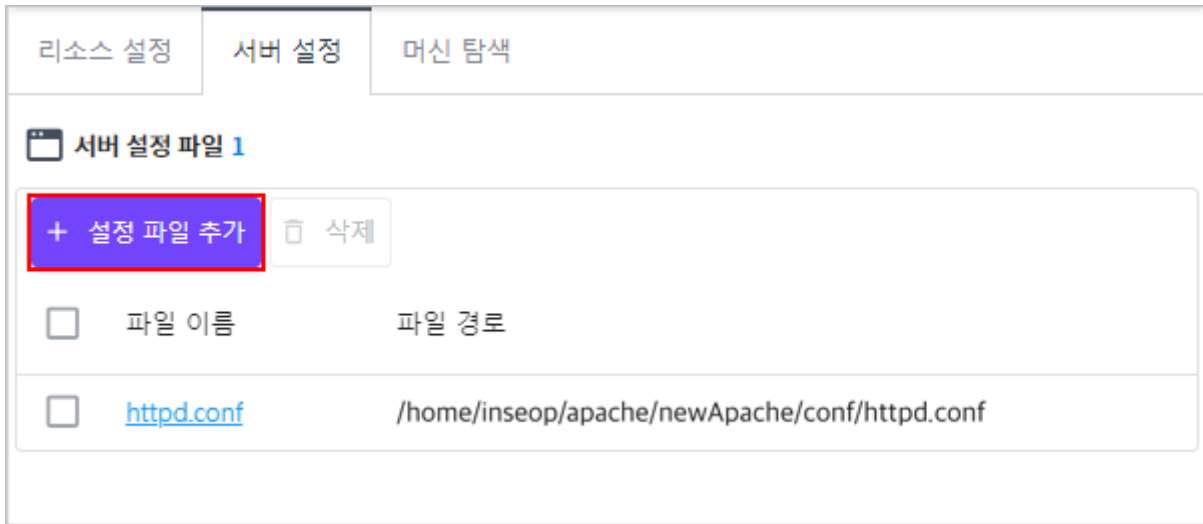 리소스 설정 서버 설정 머신 탐색
서버 설정 파일 1
+ 설정 파일 추가 삭제
파일 이름 파일 경로
httpd.conf /home/inseop/apache/newApache/conf/httpd.conf